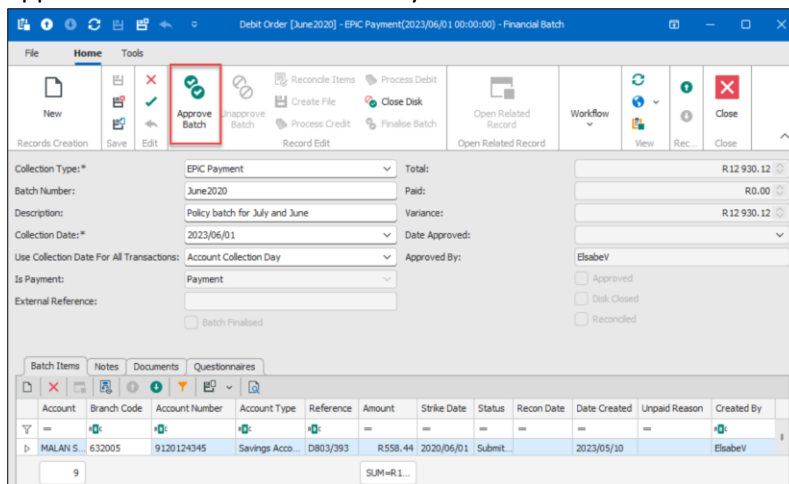 Debit Order [June2020] - EPiC Payment(2023/06/01 00:00:00) - Financial Batch
File Home Tools
New
Approve Batch
Unapprove Batch
Reconcile Items
Create File
Process Credit
Process Debit
Close Disk
Finalise Batch
Open Related Record
Workflow
Close
Records Creation Save Edit Record Edit Open Related Record View Rec... Close
Collection Type:* EPiC Payment Total: R12 930.12
Batch Number: June2020 Paid: R0.00
Description: Policy batch for July and June Variance: R12 930.12
Collection Date:* 2023/06/01 Date Approved:
Use Collection Date For All Transactions: Account Collection Day Approved By: ElsabeV
Is Payment: Payment Approved
External Reference: Disk Closed
Batch Finalised Reconciled
Batch Items Notes Documents Questionnaires
Account Branch Code Account Number Account Type Reference Amount Strike Date Status Recon Date Date Created Unpaid Reason Created By
MALAN S... 632005 9120124345 Savings Acco... D803/393 R558.44 2020/06/01 Submit... 2023/05/10 ElsabeV
9 SUM=R1...